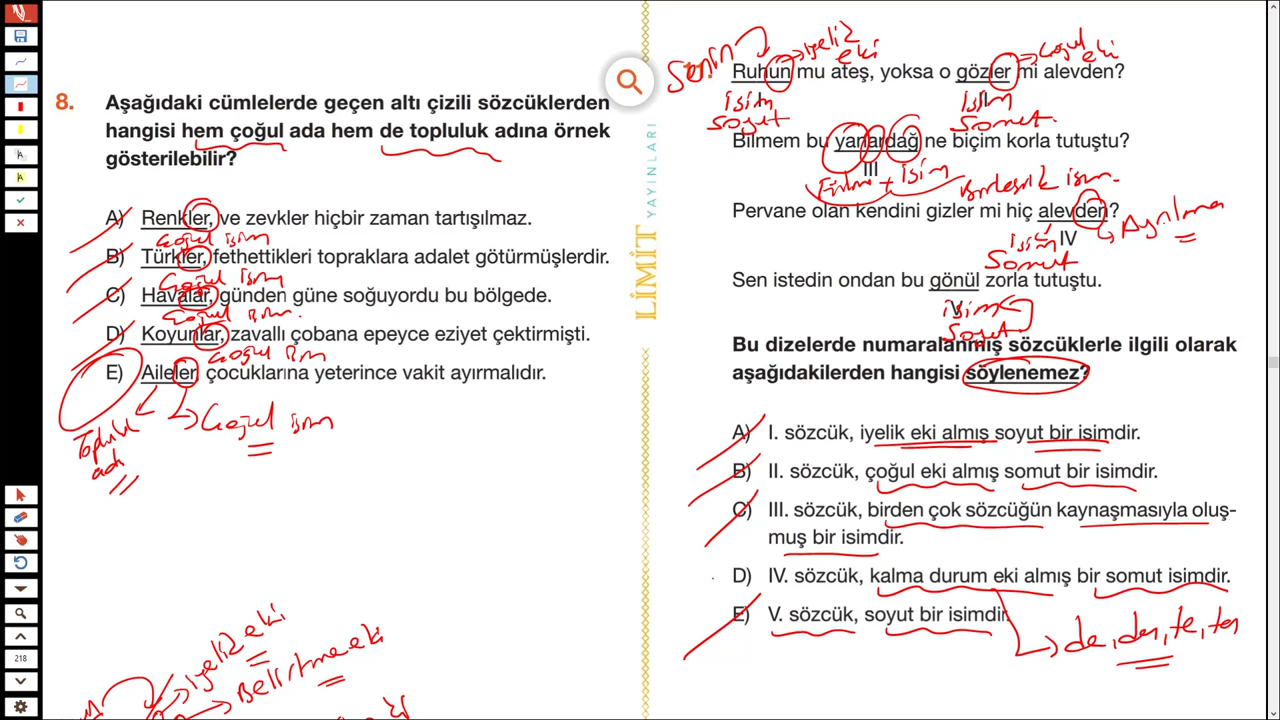 8. Aşağıdaki cümlelerde geçen altı çizili sözcüklerden
hangisi hem çoğul ada hem de topluluk adına örnek
gösterilebilir?
A) Renkler, ve zevkler hiçbir zaman tartışılmaz.
çoğul isim
B) Türkler, fethettikleri topraklara adalet götürmüşlerdir.
çoğul isim
C) Havalar, günden güne soğuyordu bu bölgede.
çoğul isim
D) Koyunlar, zavallı çobana epeyce eziyet çektirmişti.
çoğul isim
E) Aileler çocuklarına yeterince vakit ayırmalıdır.
çoğul isim
Topluluk
adı
iyelik eki
Belirtme eki
218
LİMİT YAYINLARI
Senin
iyelik
eki
çoğul
eki
Ruhun mu ateş, yoksa o gözler mi alevden?
I II
isim isim
soyut somut
Bilmem bu yanardağ ne biçim korla tutuştu?
III
+ isim Birleşik isim
Pervane olan kendini gizler mi hiç alevden?
IV
Ayrılma
isim
somut
Sen istedin ondan bu gönül zorla tutuştu.
V
isim
soyut
Bu dizelerde numaralanmış sözcüklerle ilgili olarak
aşağıdakilerden hangisi söylenemez?
A) I. sözcük, iyelik eki almış soyut bir isimdir.
B) II. sözcük, çoğul eki almış somut bir isimdir.
C) III. sözcük, birden çok sözcüğün kaynaşmasıyla oluş-
muş bir isimdir.
D) IV. sözcük, kalma durum eki almış bir somut isimdir.
E) V. sözcük, soyut bir isimdir.
de, da, te, ta